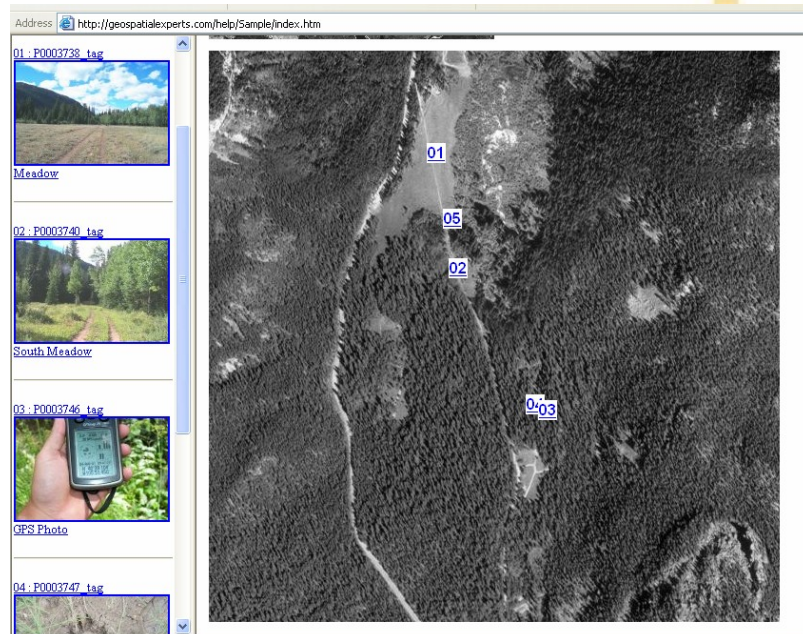 Address http://geospatialexperts.com/help/Sample/index.htm
01 : P0003738_tag
Meadow
02 : P0003740_tag
South Meadow
03 : P0003746_tag
GPS Photo
04 : P0003747_tag
01
05
02
04
03